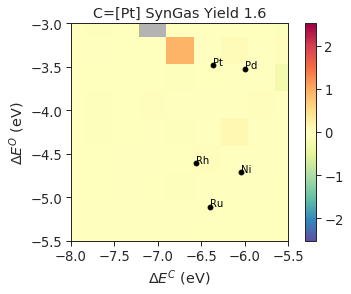 C=[Pt] SynGas Yield 1.6
−3.0
−3.5
−4.0
−4.5
−5.0
−5.5
ΔE^O (eV)
Pt
Pd
Rh
Ni
Ru
−8.0 −7.5 −7.0 −6.5 −6.0 −5.5
ΔE^C (eV)
2
1
0
−1
−2